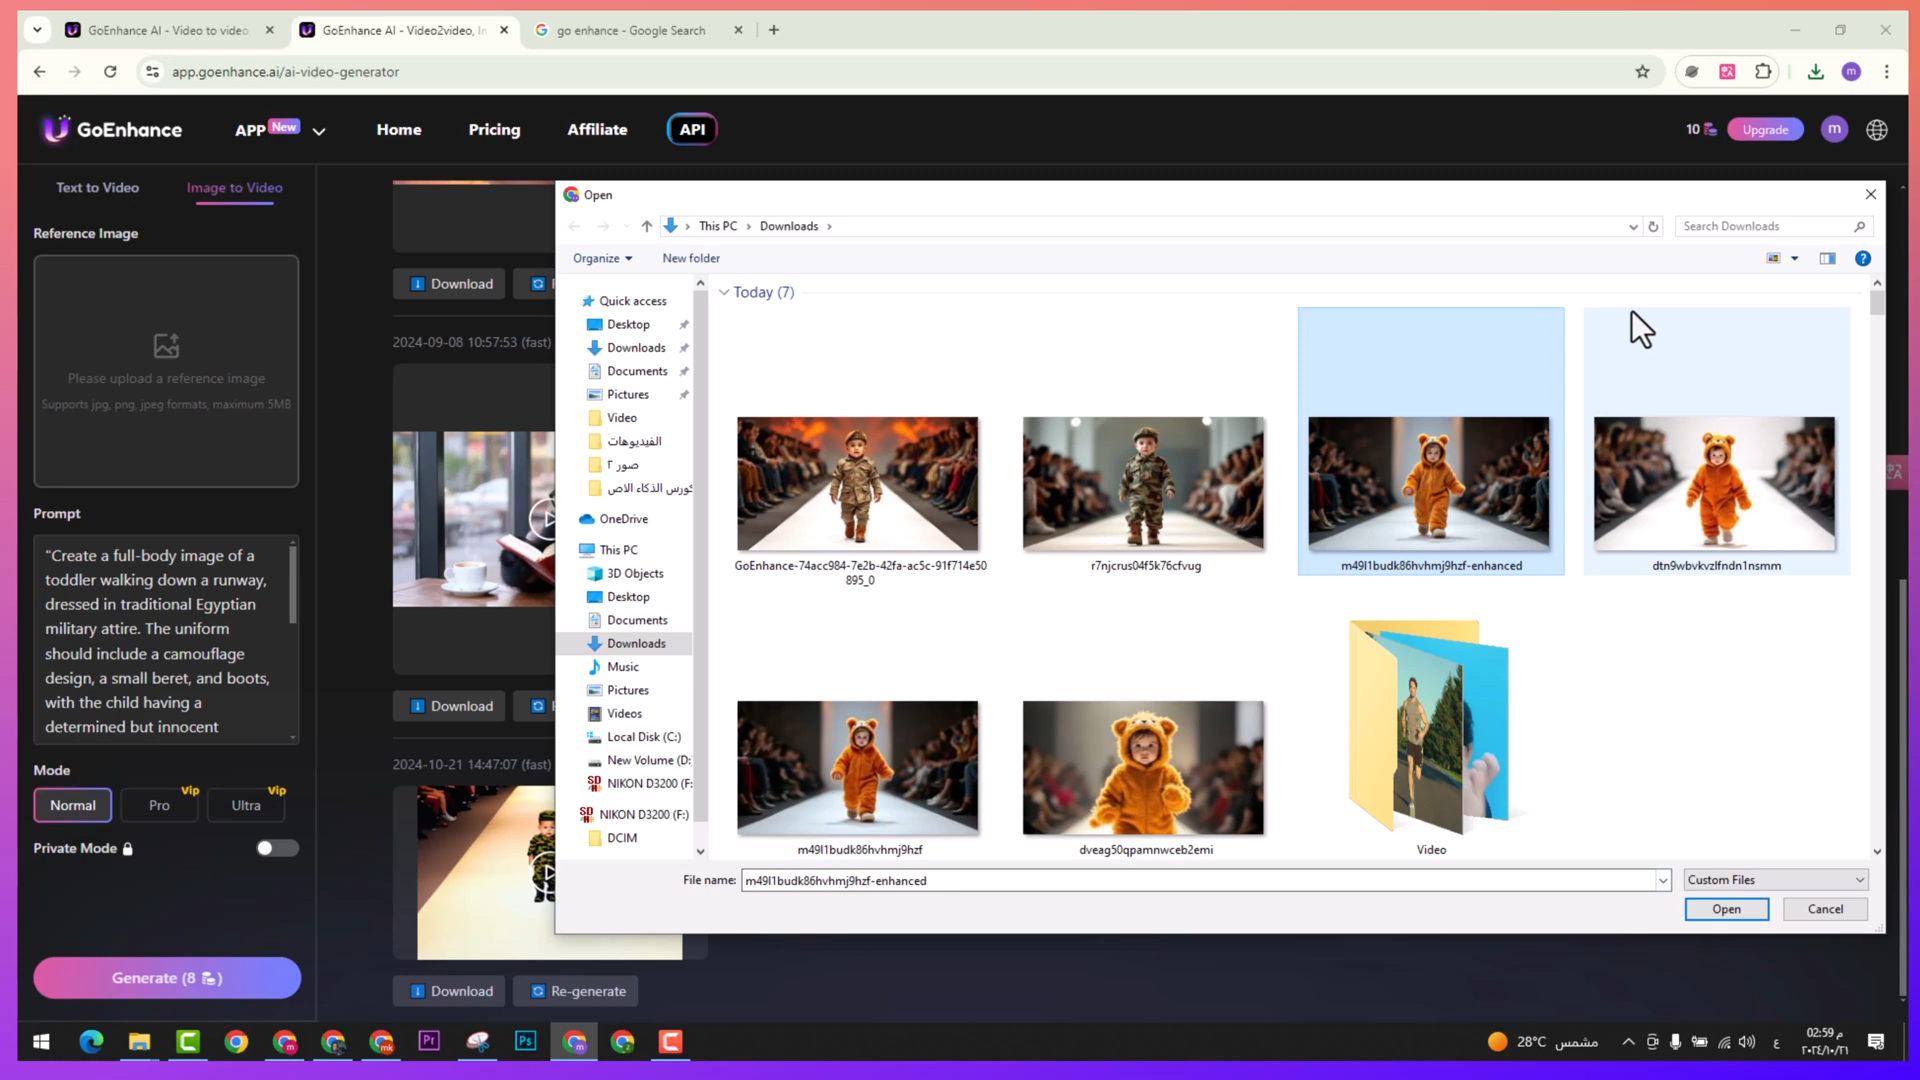 GoEnhance AI - Video to video
GoEnhance AI - Video2video, In
go enhance - Google Search
app.goenhance.ai/ai-video-generator
m
GoEnhance
APP New
Home
Pricing
Affiliate
API
10
Upgrade
m
Text to Video
Image to Video
Reference Image
Please upload a reference image
Supports jpg, png, jpeg formats, maximum 5MB
Prompt
"Create a full-body image of a
toddler walking down a runway,
dressed in traditional Egyptian
military attire. The uniform
should include a camouflage
design, a small beret, and boots,
with the child having a
determined but innocent
Mode
Normal
Pro
Vip
Ultra
Vip
Private Mode
Generate (8
Download
2024-09-08 10:57:53 (fast)
Download
2024-10-21 14:47:07 (fast)
Download
Re-generate
Open
This PC
Downloads
Search Downloads
Organize
New folder
Quick access
Desktop
Downloads
Documents
Pictures
Video
الفيديوهات
صور ٢
كورس الذكاء الاص
OneDrive
This PC
3D Objects
Desktop
Documents
Downloads
Music
Pictures
Videos
Local Disk (C:)
New Volume (D:
NIKON D3200 (F:
NIKON D3200 (F:)
DCIM
Today (7)
GoEnhance-74acc984-7e2b-42fa-ac5c-91f714e50
895_0
r7njcrus04f5k76cfvug
m49l1budk86hvhmj9hzf-enhanced
dtn9wbvkvzlfndn1nsmm
m49l1budk86hvhmj9hzf
dveag50qpamnwceb2emi
Video
File name:
m49l1budk86hvhmj9hzf-enhanced
Custom Files
Open
Cancel
Pr
Ps
28°C
مشمس
ع
02:59 م
٢٠٢٤/١٠/٢١